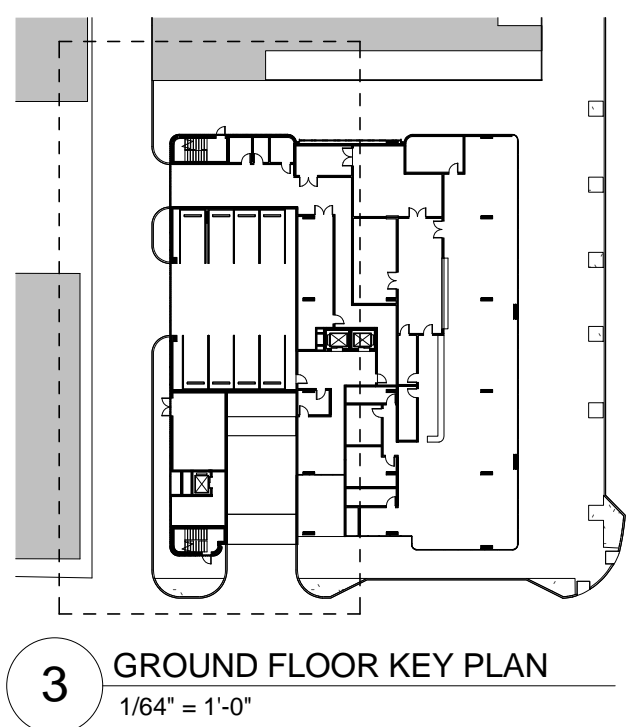 3
GROUND FLOOR KEY PLAN
1/64" = 1'-0"